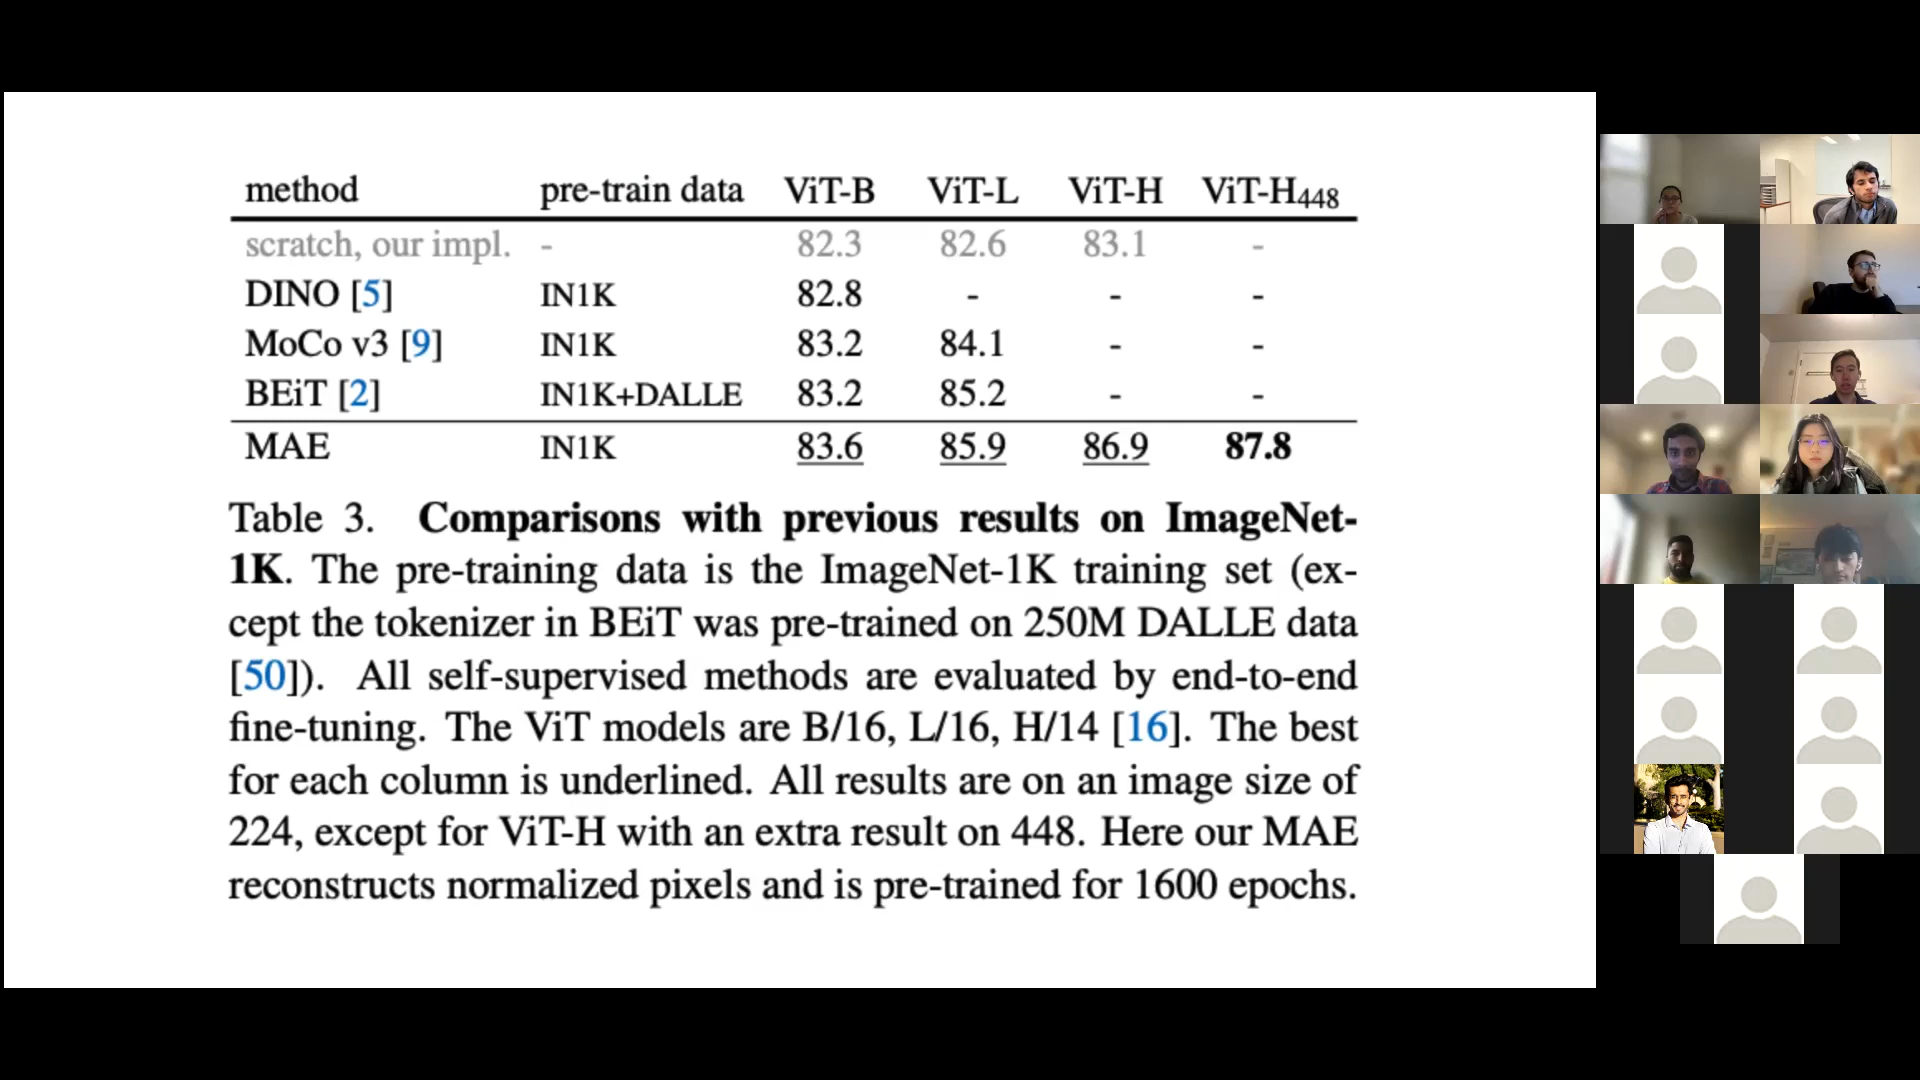 method pre-train data ViT-B ViT-L ViT-H ViT-H448
scratch, our impl. - 82.3 82.6 83.1 -
DINO [5] IN1K 82.8 - - -
MoCo v3 [9] IN1K 83.2 84.1 - -
BEiT [2] IN1K+DALLE 83.2 85.2 - -
MAE IN1K 83.6 85.9 86.9 87.8
Table 3. Comparisons with previous results on ImageNet-
1K. The pre-training data is the ImageNet-1K training set (ex-
cept the tokenizer in BEiT was pre-trained on 250M DALLE data
[50]). All self-supervised methods are evaluated by end-to-end
fine-tuning. The ViT models are B/16, L/16, H/14 [16]. The best
for each column is underlined. All results are on an image size of
224, except for ViT-H with an extra result on 448. Here our MAE
reconstructs normalized pixels and is pre-trained for 1600 epochs.